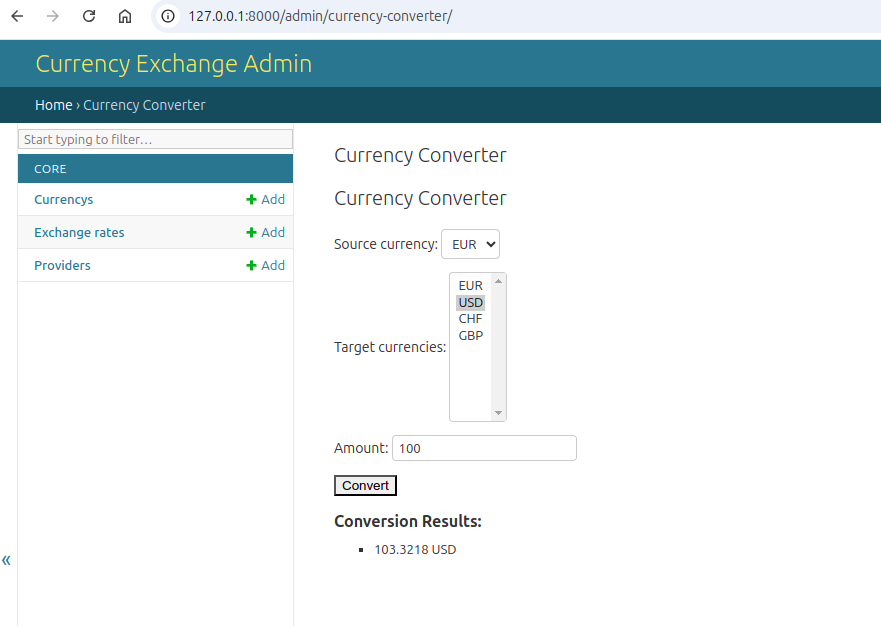 127.0.0.1:8000/admin/currency-converter/
Currency Exchange Admin
Home › Currency Converter
Start typing to filter…
CORE
Currencys + Add
Exchange rates + Add
Providers + Add
«
Currency Converter
Currency Converter
Source currency: EUR
Target currencies:
EUR
USD
CHF
GBP
Amount: 100
Convert
Conversion Results:
103.3218 USD